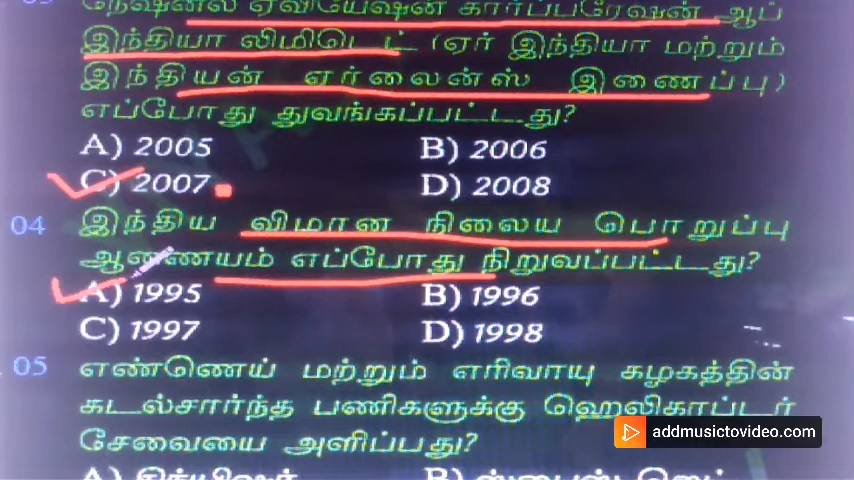 03 நேஷனல் ஏவியேஷன் கார்ப்பரேஷன் ஆப்
இந்தியா லிமிடெட் (ஏர் இந்தியா மற்றும்
இந்தியன் ஏர்லைன்ஸ் இணைப்பு)
எப்போது துவங்கப்பட்டது?
A) 2005 B) 2006
C) 2007 D) 2008
04 இந்திய விமான நிலைய பொறுப்பு
ஆணையம் எப்போது நிறுவப்பட்டது?
A) 1995 B) 1996
C) 1997 D) 1998
05 எண்ணெய் மற்றும் எரிவாயு கழகத்தின்
கடல்சார்ந்த பணிகளுக்கு ஹெலிகாப்டர்
சேவையை அளிப்பது?
addmusictovideo.com
A) B) ஸ்பைஸ் ஜெட்